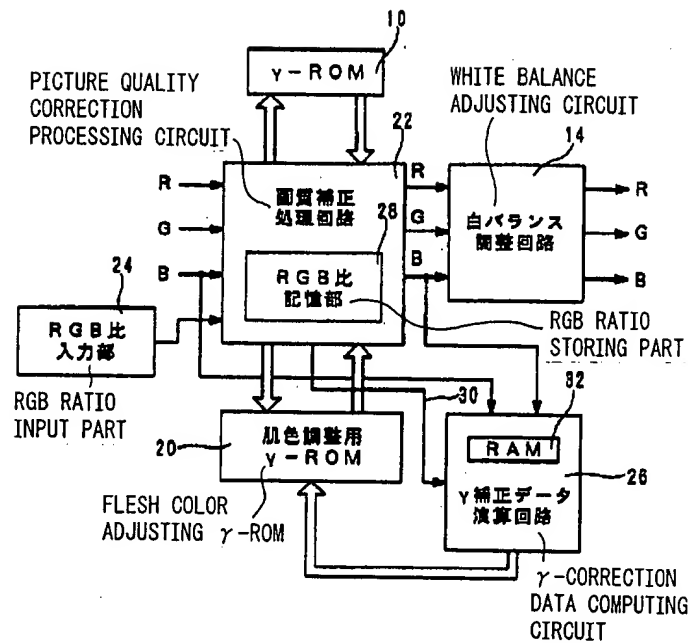 10
γ-ROM
PICTURE QUALITY
CORRECTION
PROCESSING CIRCUIT
WHITE BALANCE
ADJUSTING CIRCUIT
22
14
R
G
B
画質補正
処理回路
28
RGB比
記憶部
R
G
B
白バランス
調整回路
R
G
B
24
RGB比
入力部
RGB RATIO
INPUT PART
RGB RATIO
STORING PART
30
32
20
肌色調整用
γ-ROM
RAM
26
γ補正データ
演算回路
FLESH COLOR
ADJUSTING γ-ROM
γ-CORRECTION
DATA COMPUTING
CIRCUIT